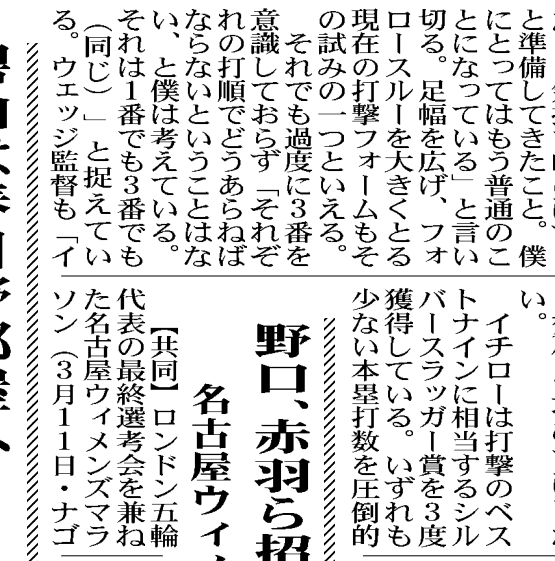 と準備してきたこと。僕
にとってはもう普通のこ
とになっている」と言い
切る。足幅を広げ、フォ
ロースルーを大きくとる
現在の打撃フォームもそ
の試みの一つといえる。
それでも過度に３番を
意識しておらず「それぞ
れの打順でどうあらねば
ならないということはな
い、と僕は考えている。
それは１番でも３番でも
（同じ）」と捉えてい
る。ウェッジ監督も「イ
い。
イチローは打撃のベス
トナインに相当するシル
バースラッガー賞を３度
獲得している。いずれも
少ない本塁打数を圧倒的
野口、赤羽ら招
名古屋ウィ
【共同】ロンドン五輪
代表の最終選考会を兼ね
た名古屋ウィメンズマラ
ソン（３月１１日・ナゴ